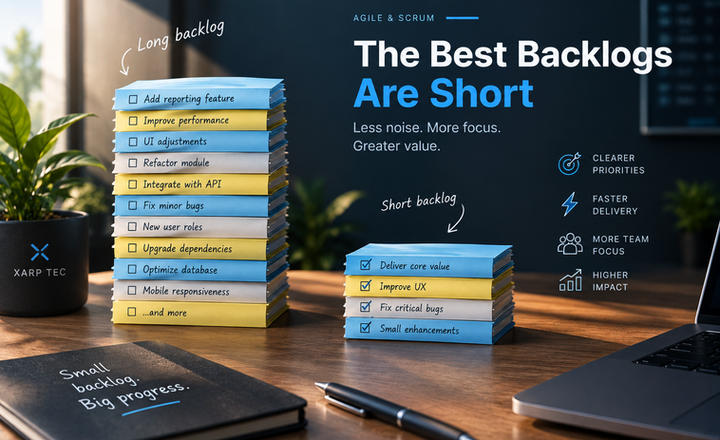 AGILE & SCRUM
The Best Backlogs
Are Short
Less noise. More focus.
Greater value.
Long backlog
Add reporting feature
Improve performance
UI adjustments
Refactor module
Integrate with API
Fix minor bugs
New user roles
Upgrade dependencies
Optimize database
Mobile responsiveness
...and more
Short backlog
Deliver core value
Improve UX
Fix critical bugs
Small enhancements
CLEARER
PRIORITIES
FASTER
DELIVERY
MORE TEAM
FOCUS
HIGHER
IMPACT
XARP TEC
Small
backlog.
Big progress.